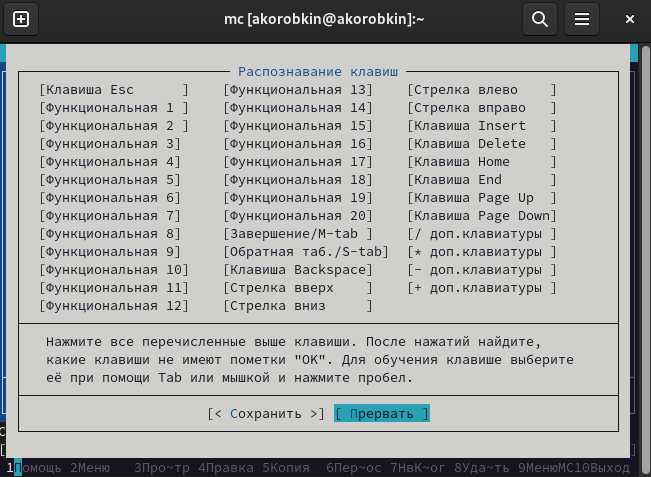 mc [akorobkin@akorobkin]:~
Распознавание клавиш
[Клавиша Esc      ] [Функциональная 13] [Стрелка влево    ]
[Функциональная 1 ] [Функциональная 14] [Стрелка вправо   ]
[Функциональная 2 ] [Функциональная 15] [Клавиша Insert   ]
[Функциональная 3] [Функциональная 16] [Клавиша Delete   ]
[Функциональная 4] [Функциональная 17] [Клавиша Home     ]
[Функциональная 5] [Функциональная 18] [Клавиша End      ]
[Функциональная 6] [Функциональная 19] [Клавиша Page Up  ]
[Функциональная 7] [Функциональная 20] [Клавиша Page Down]
[Функциональная 8] [Завершение/M-tab ] [/ доп.клавиатуры ]
[Функциональная 9] [Обратная таб./S-tab] [* доп.клавиатуры ]
[Функциональная 10] [Клавиша Backspace] [- доп.клавиатуры ]
[Функциональная 11] [Стрелка вверх    ] [+ доп.клавиатуры ]
[Функциональная 12] [Стрелка вниз     ]
Нажмите все перечисленные выше клавиши. После нажатий найдите,
какие клавиши не имеют пометки "OK". Для обучения клавише выберите
её при помощи Tab или мышкой и нажмите пробел.
[< Сохранить >] [ Прервать ]
1Помощь 2Меню 3Про~тр 4Правка 5Копия 6Пер~ос 7НвК~ог 8Уда~ть 9МенюMC10Выход